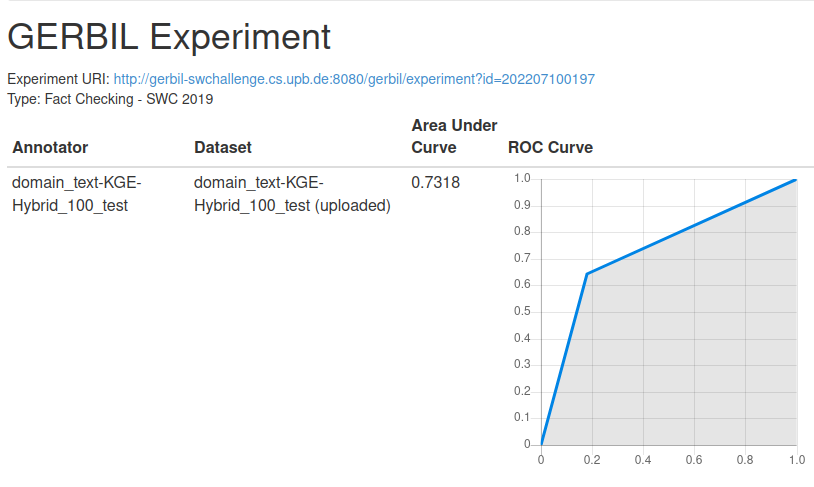 GERBIL Experiment
Experiment URI: http://gerbil-swchallenge.cs.upb.de:8080/gerbil/experiment?id=202207100197
Type: Fact Checking - SWC 2019
Annotator
Dataset
Area Under
Curve
ROC Curve
domain_text-KGE-
Hybrid_100_test
domain_text-KGE-
Hybrid_100_test (uploaded)
0.7318
1.0
0.9
0.8
0.7
0.6
0.5
0.4
0.3
0.2
0.1
0
0 0.2 0.4 0.6 0.8 1.0